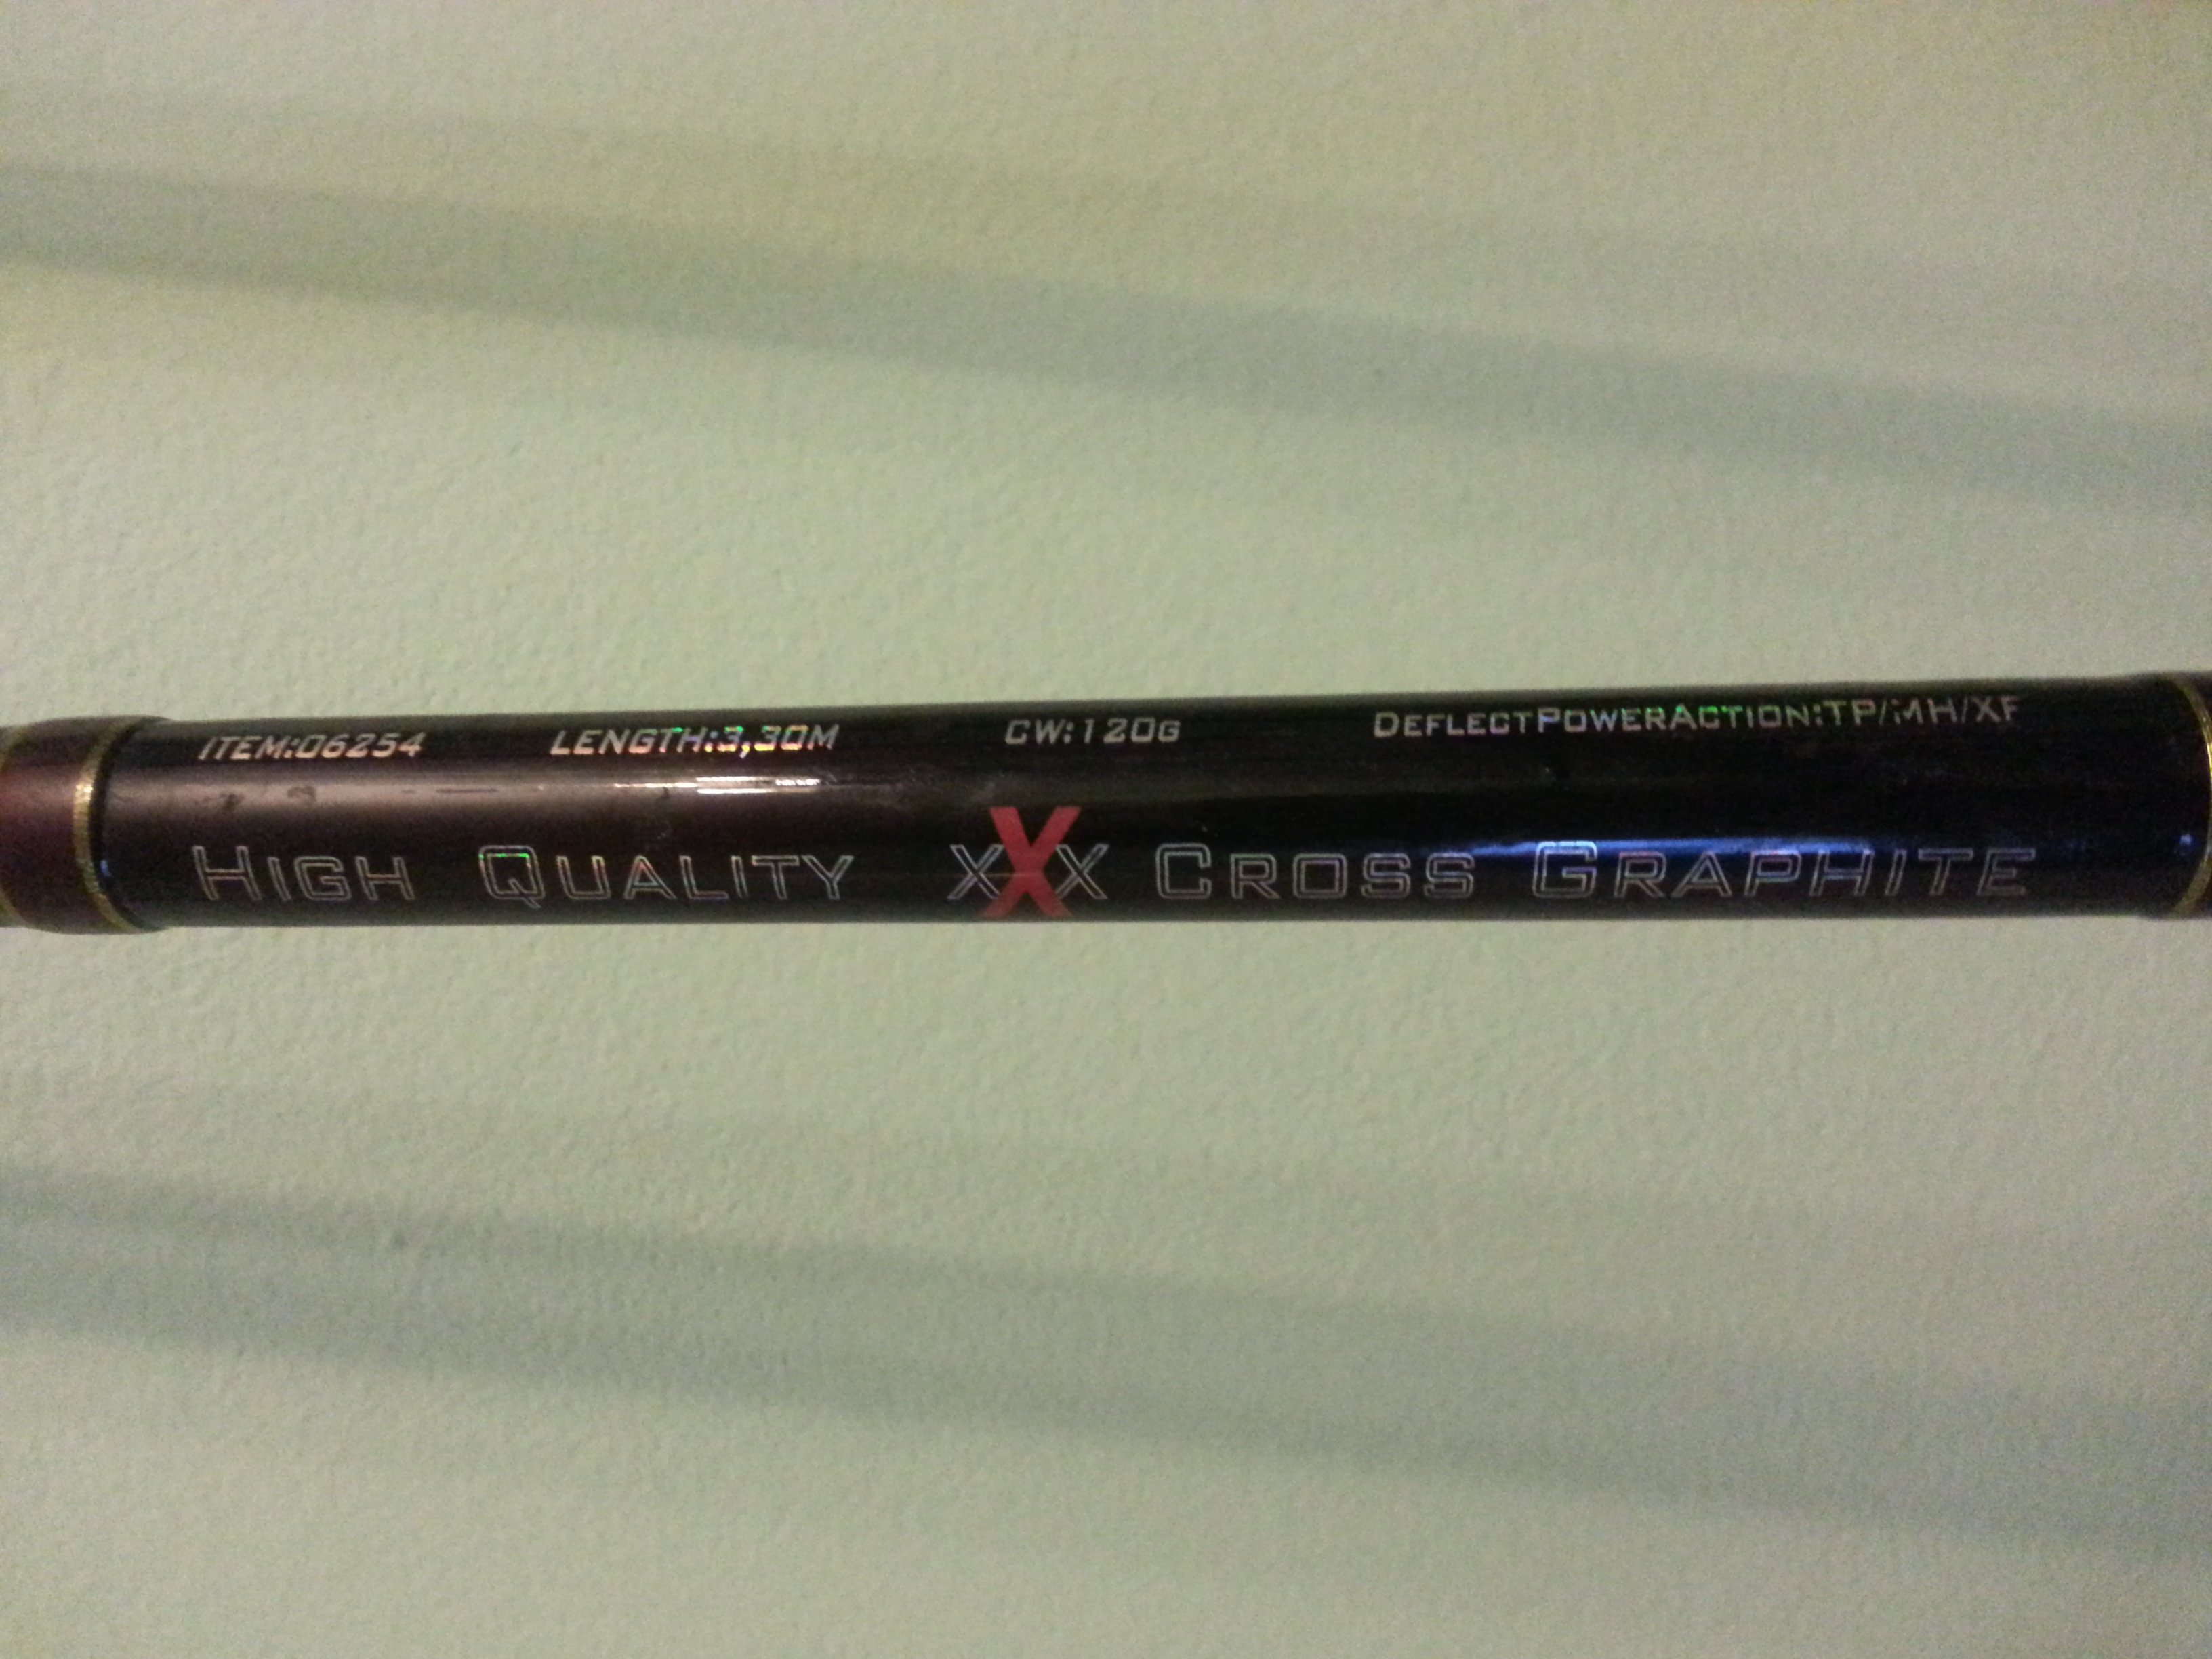 ITEM:06254 LENGTH:3,30M CW:120G DEFLECTPOWERACTION:TP/MH/XF
HIGH QUALITY XXX CROSS GRAPHITE